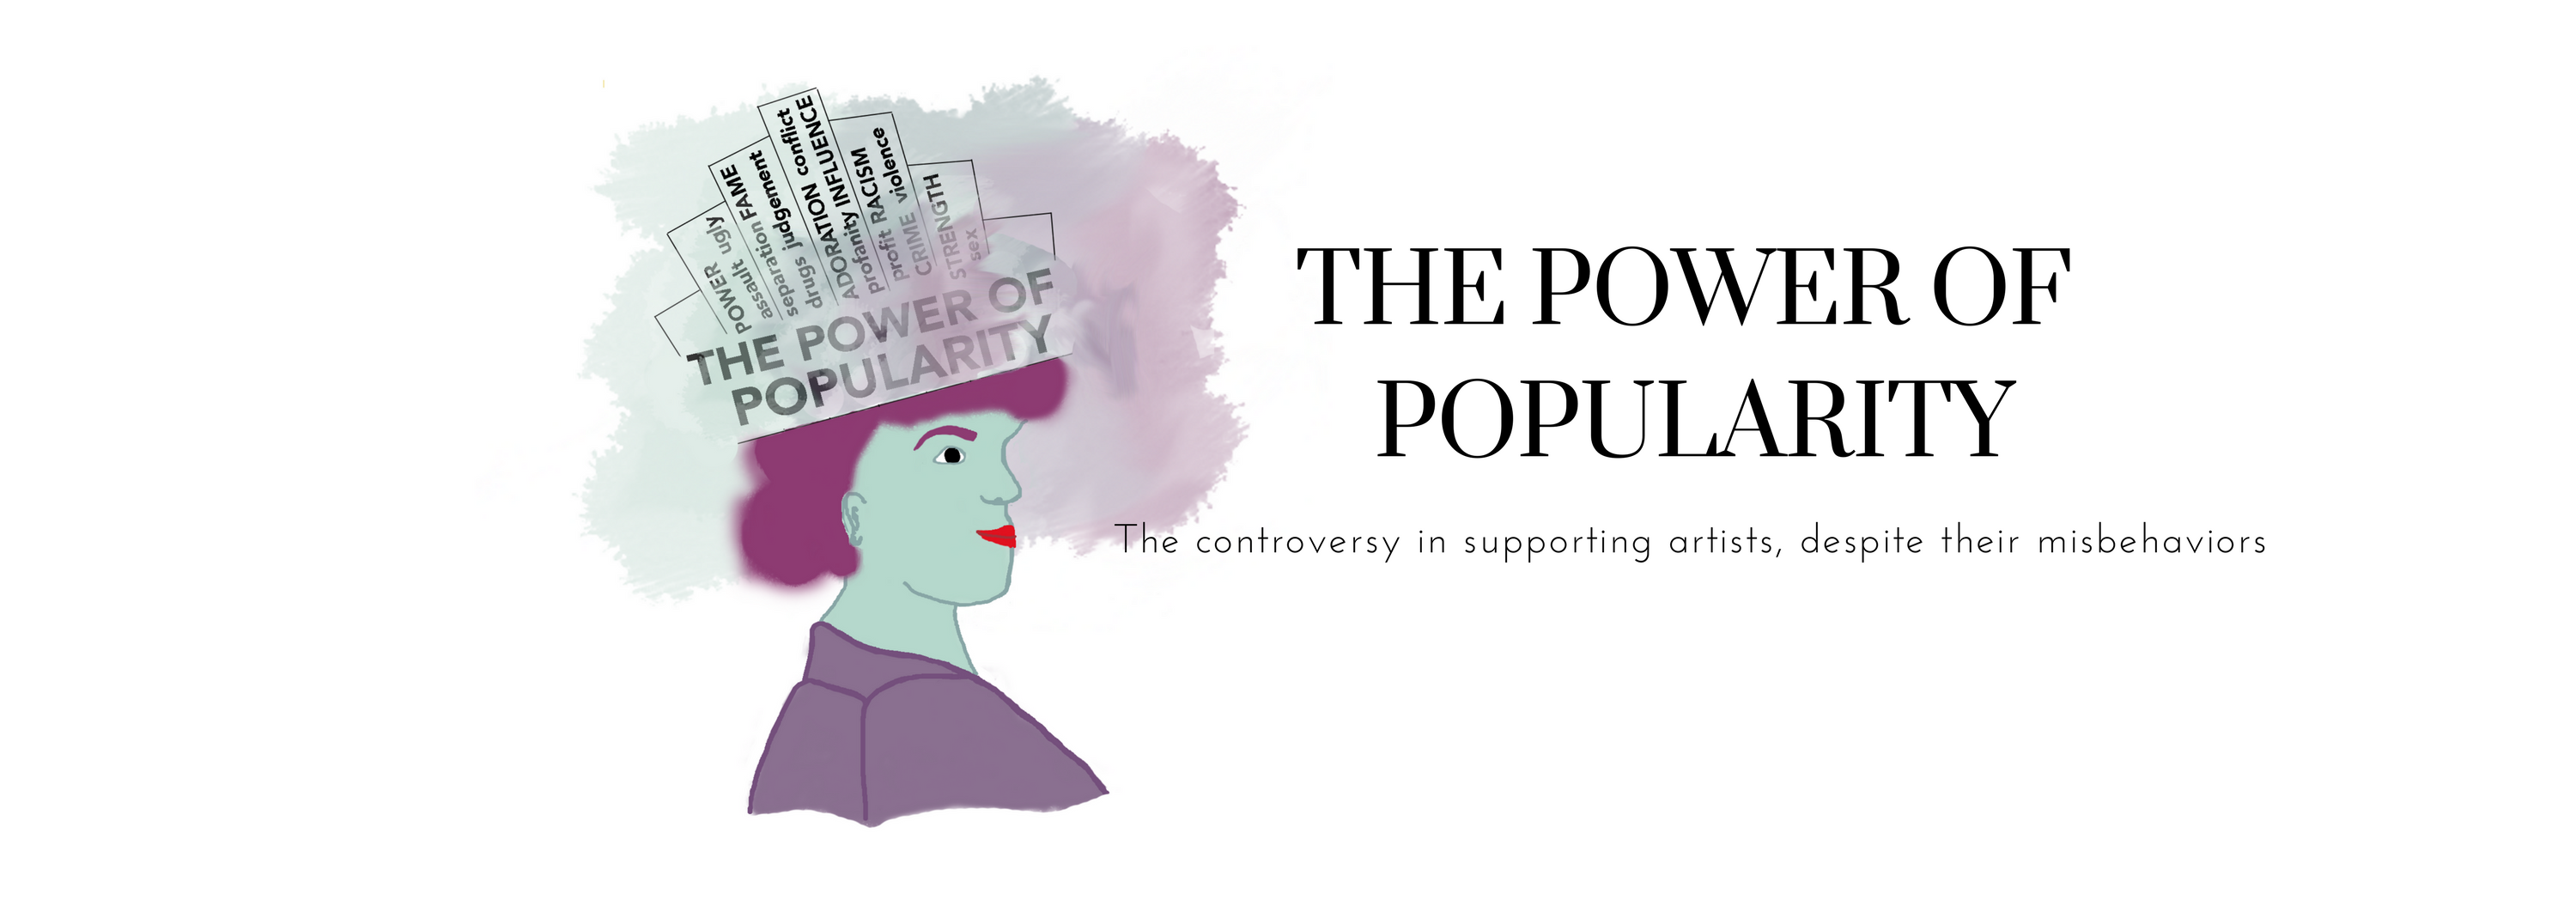 POWER ugly
assault
separation FAME
drugs judgement
ADORATION conflict
profanity INFLUENCE
profit RACISM
CRIME violence
STRENGTH
sex
THE POWER OF
POPULARITY
THE POWER OF
POPULARITY
The controversy in supporting artists, despite their misbehaviors